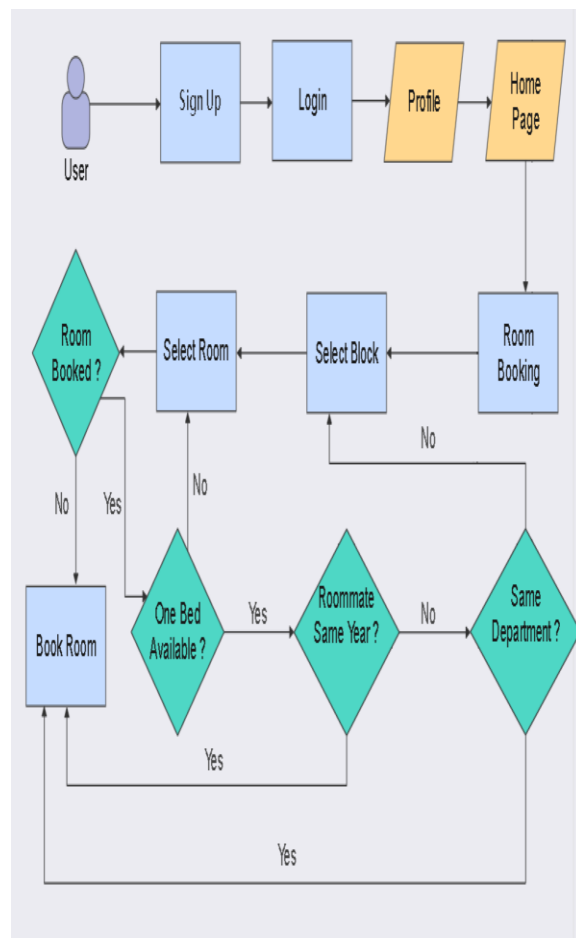 Sign Up
Login
Profile
Home
Page
User
Room
Booked ?
Select Room
Select Block
Room
Booking
No
No
Yes
No
Book Room
One Bed
Available ?
Yes
Roommate
Same Year ?
No
Same
Department ?
Yes
Yes